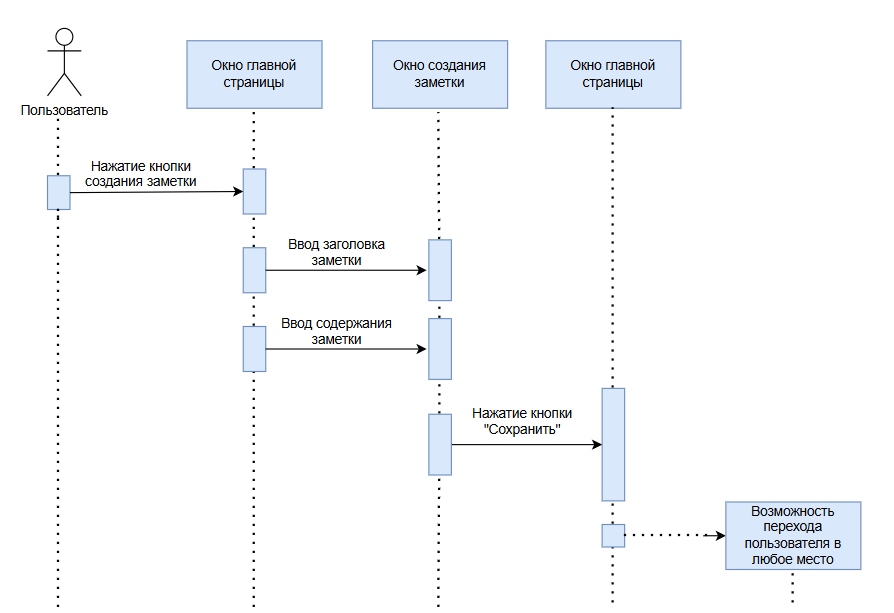 Пользователь
Окно главной
страницы
Окно создания
заметки
Окно главной
страницы
Нажатие кнопки
создания заметки
Ввод заголовка
заметки
Ввод содержания
заметки
Нажатие кнопки
"Сохранить"
Возможность
перехода
пользователя в
любое место